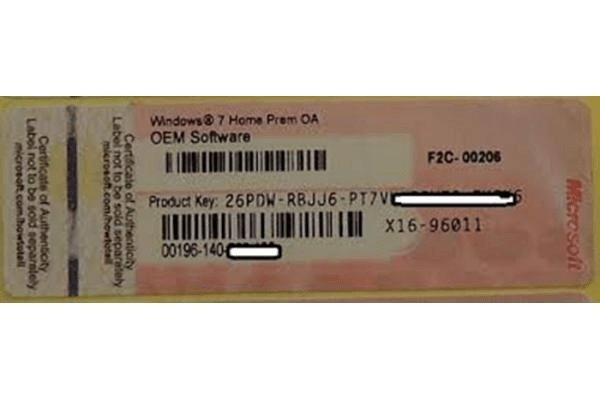 Certificate of Authenticity
Label not to be sold separately
microsoft.com/howtotell
Certificate of Authenticity
Label not to be sold separately.
microsoft.com/howtotell
Windows® 7 Home Prem OA
OEM Software
F2C-00206
Product Key: 26PDW-RBJJ6-PT7V
X16-96011
00196-140-
Microsoft